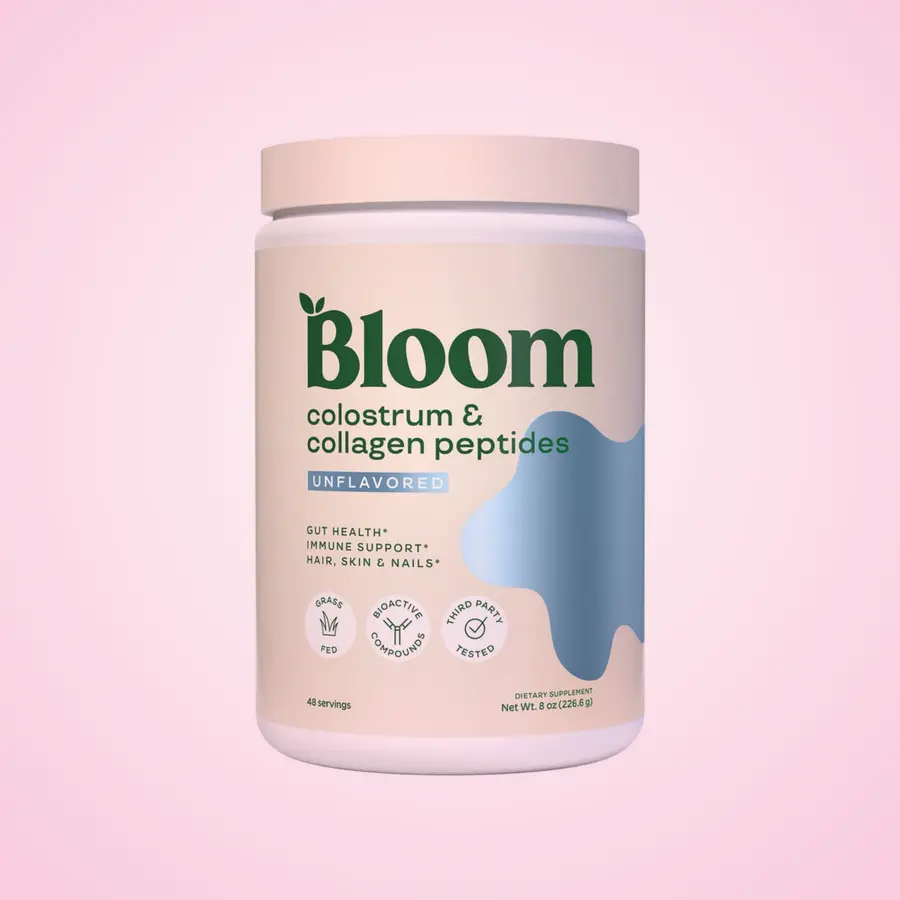 Bloom
colostrum &
collagen peptides
UNFLAVORED
GUT HEALTH*
IMMUNE SUPPORT*
HAIR, SKIN & NAILS*
GRASS
FED
BIOACTIVE
COMPOUNDS
THIRD PARTY
TESTED
48 servings
DIETARY SUPPLEMENT
Net Wt. 8 oz (226.6 g)